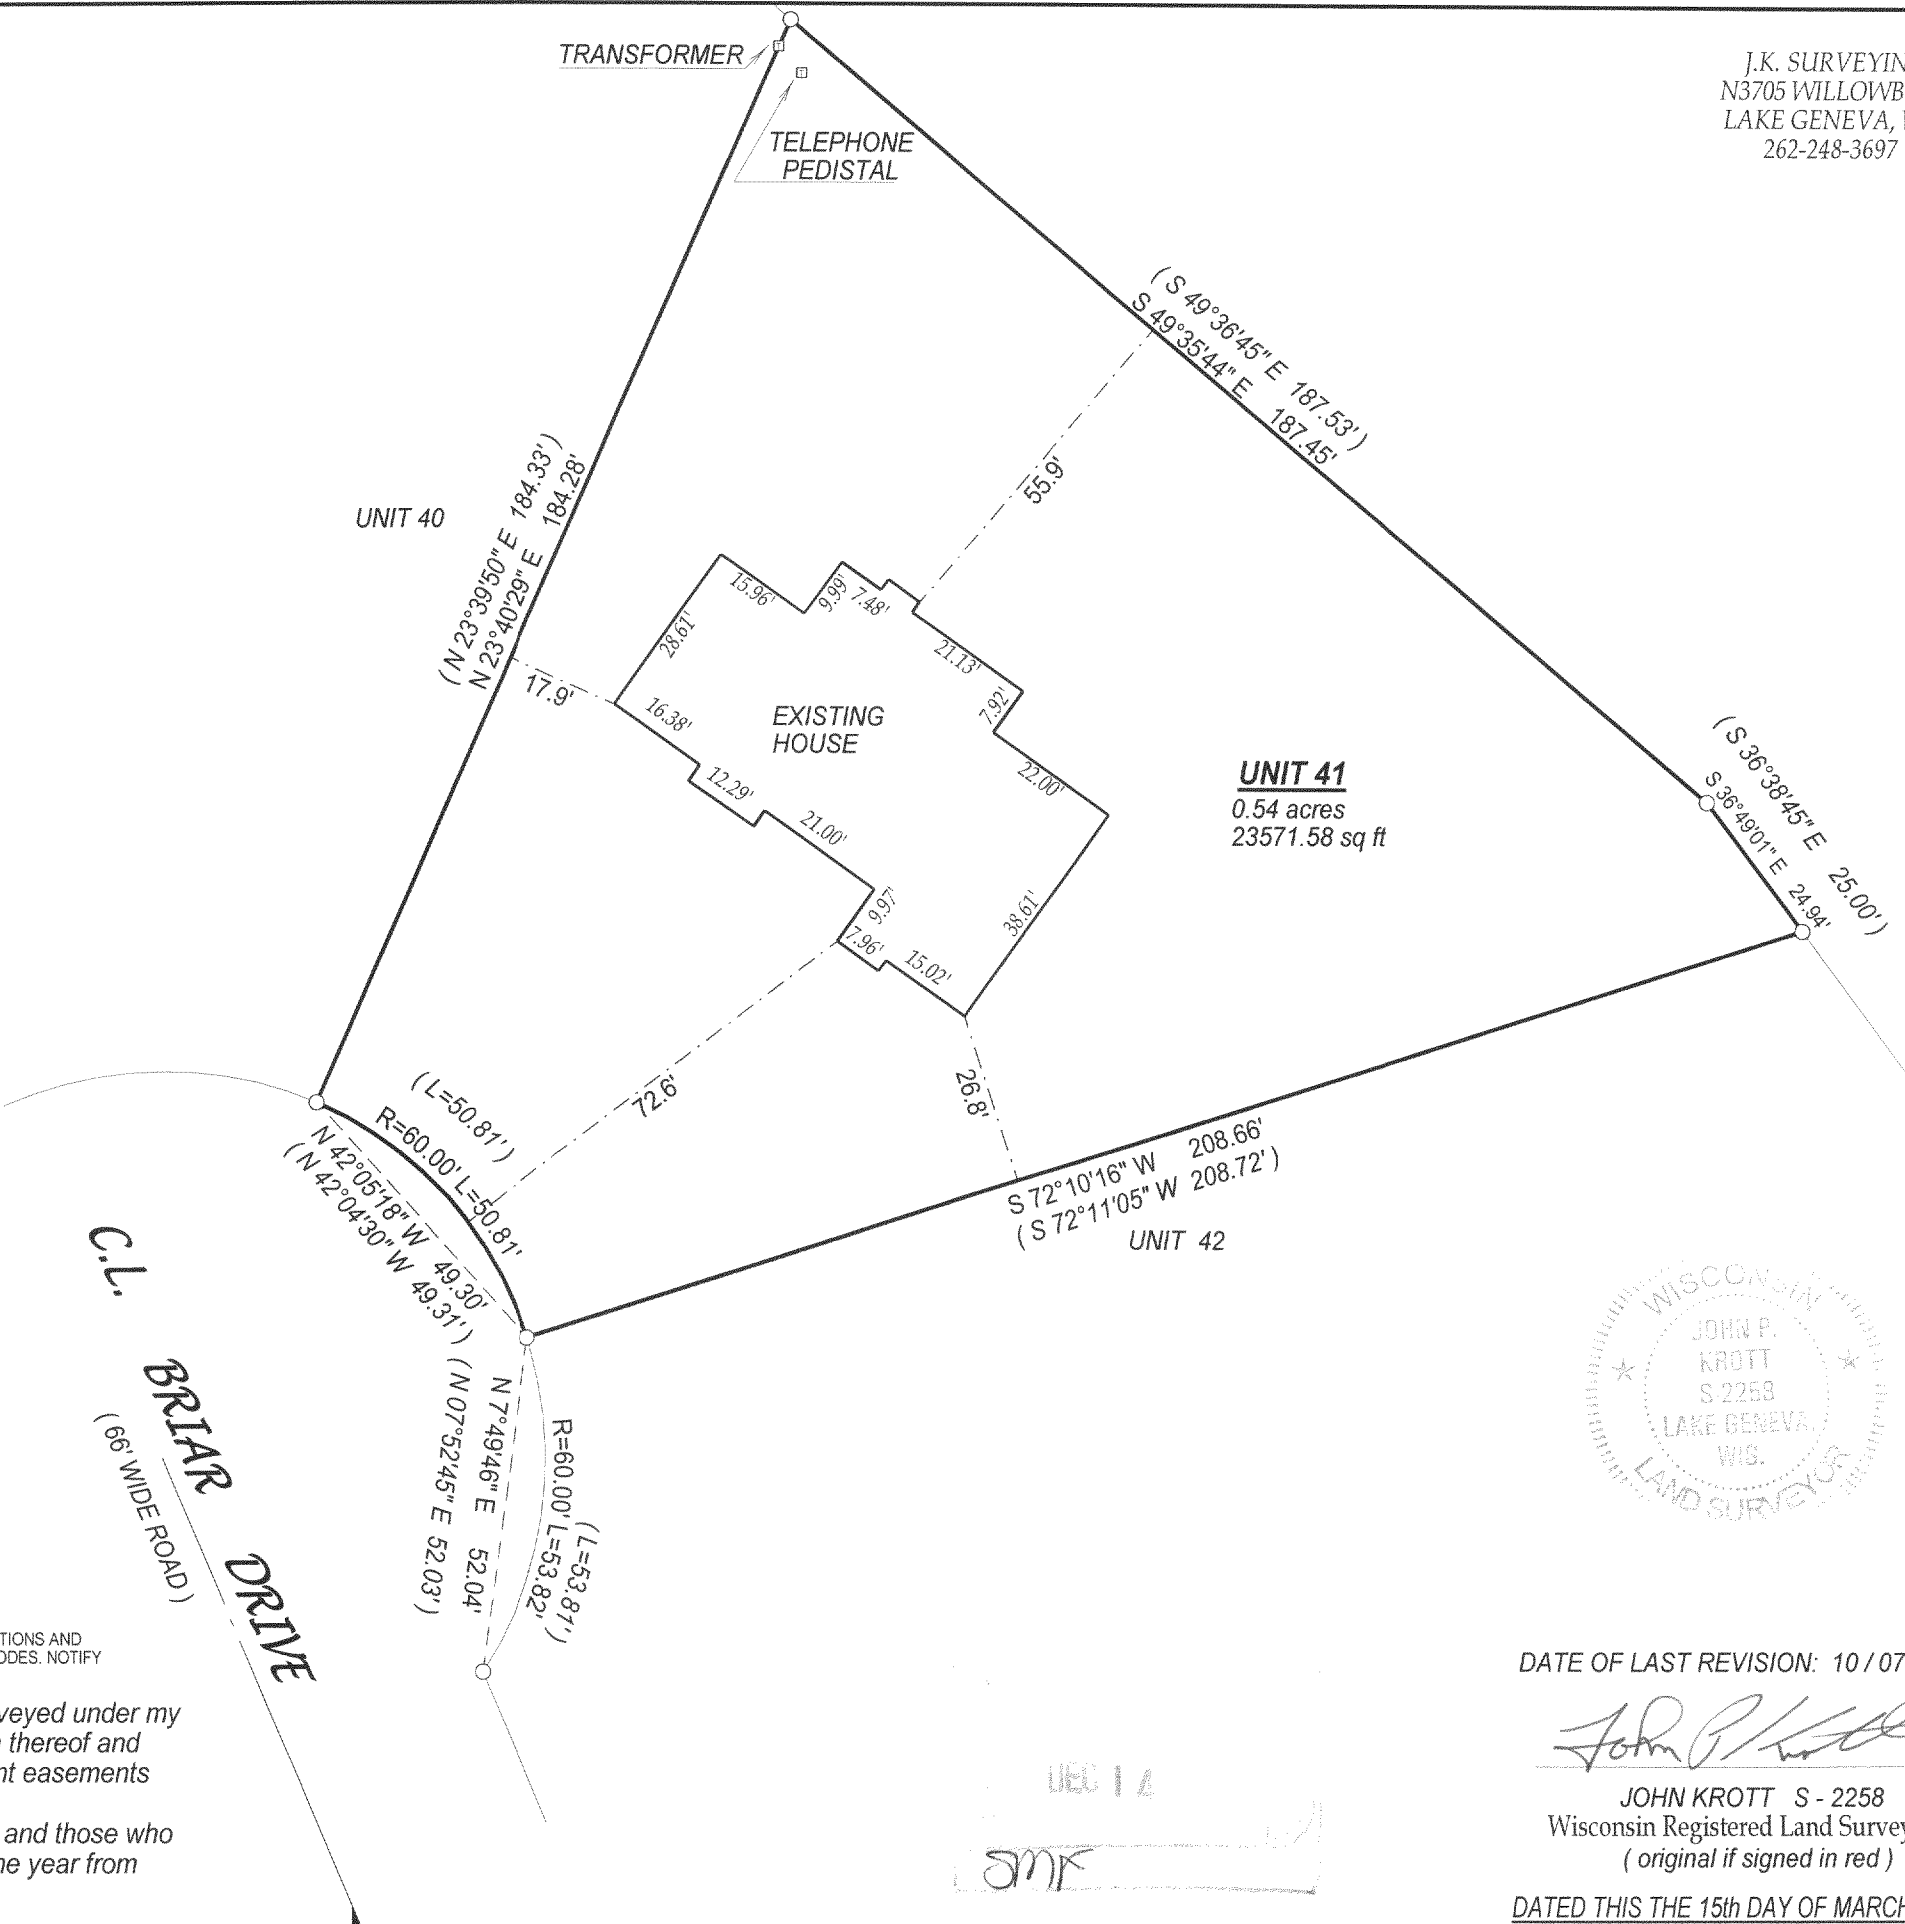 TRANSFORMER
TELEPHONE
PEDISTAL
J.K. SURVEYIN
N3705 WILLOWB
LAKE GENEVA,
262-248-3697
( S 49°36'45" E 187.53' )
S 49°35'44" E 187.45'
55.9'
UNIT 40
( N 23°39'50" E 184.33' )
N 23°40'29" E 184.28'
17.9'
15.96'
9.99'
7.48'
28.61'
21.13'
7.92'
16.38'
EXISTING
HOUSE
12.29'
22.00'
21.00'
9.97'
38.61'
7.96'
15.02'
UNIT 41
0.54 acres
23571.58 sq ft
( S 36°38'45" E 25.00' )
S 36°49'01" E 24.94'
72.6'
26.8'
( L=50.81' )
R=60.00' L=50.81'
N 42°05'18" W 49.30'
( N 42°04'30" W 49.31' )
S 72°10'16" W 208.66'
( S 72°11'05" W 208.72' )
UNIT 42
C.L. BRIAR DRIVE
( 66' WIDE ROAD )
N 7°49'46" E 52.04'
( N 07°52'45" E 52.03' )
( L=53.81' )
R=60.00' L=53.82'
WISCONSIN
JOHN P.
KROTT
S-2258
LAKE GENEVA,
WIS.
LAND SURVEYOR
TIONS AND
ODES. NOTIFY
veyed under my
thereof and
nt easements
and those who
ne year from
DEC 14
SMK
DATE OF LAST REVISION: 10 / 07
John P Krott
JOHN KROTT S - 2258
Wisconsin Registered Land Survey
( original if signed in red )
DATED THIS THE 15th DAY OF MARCH